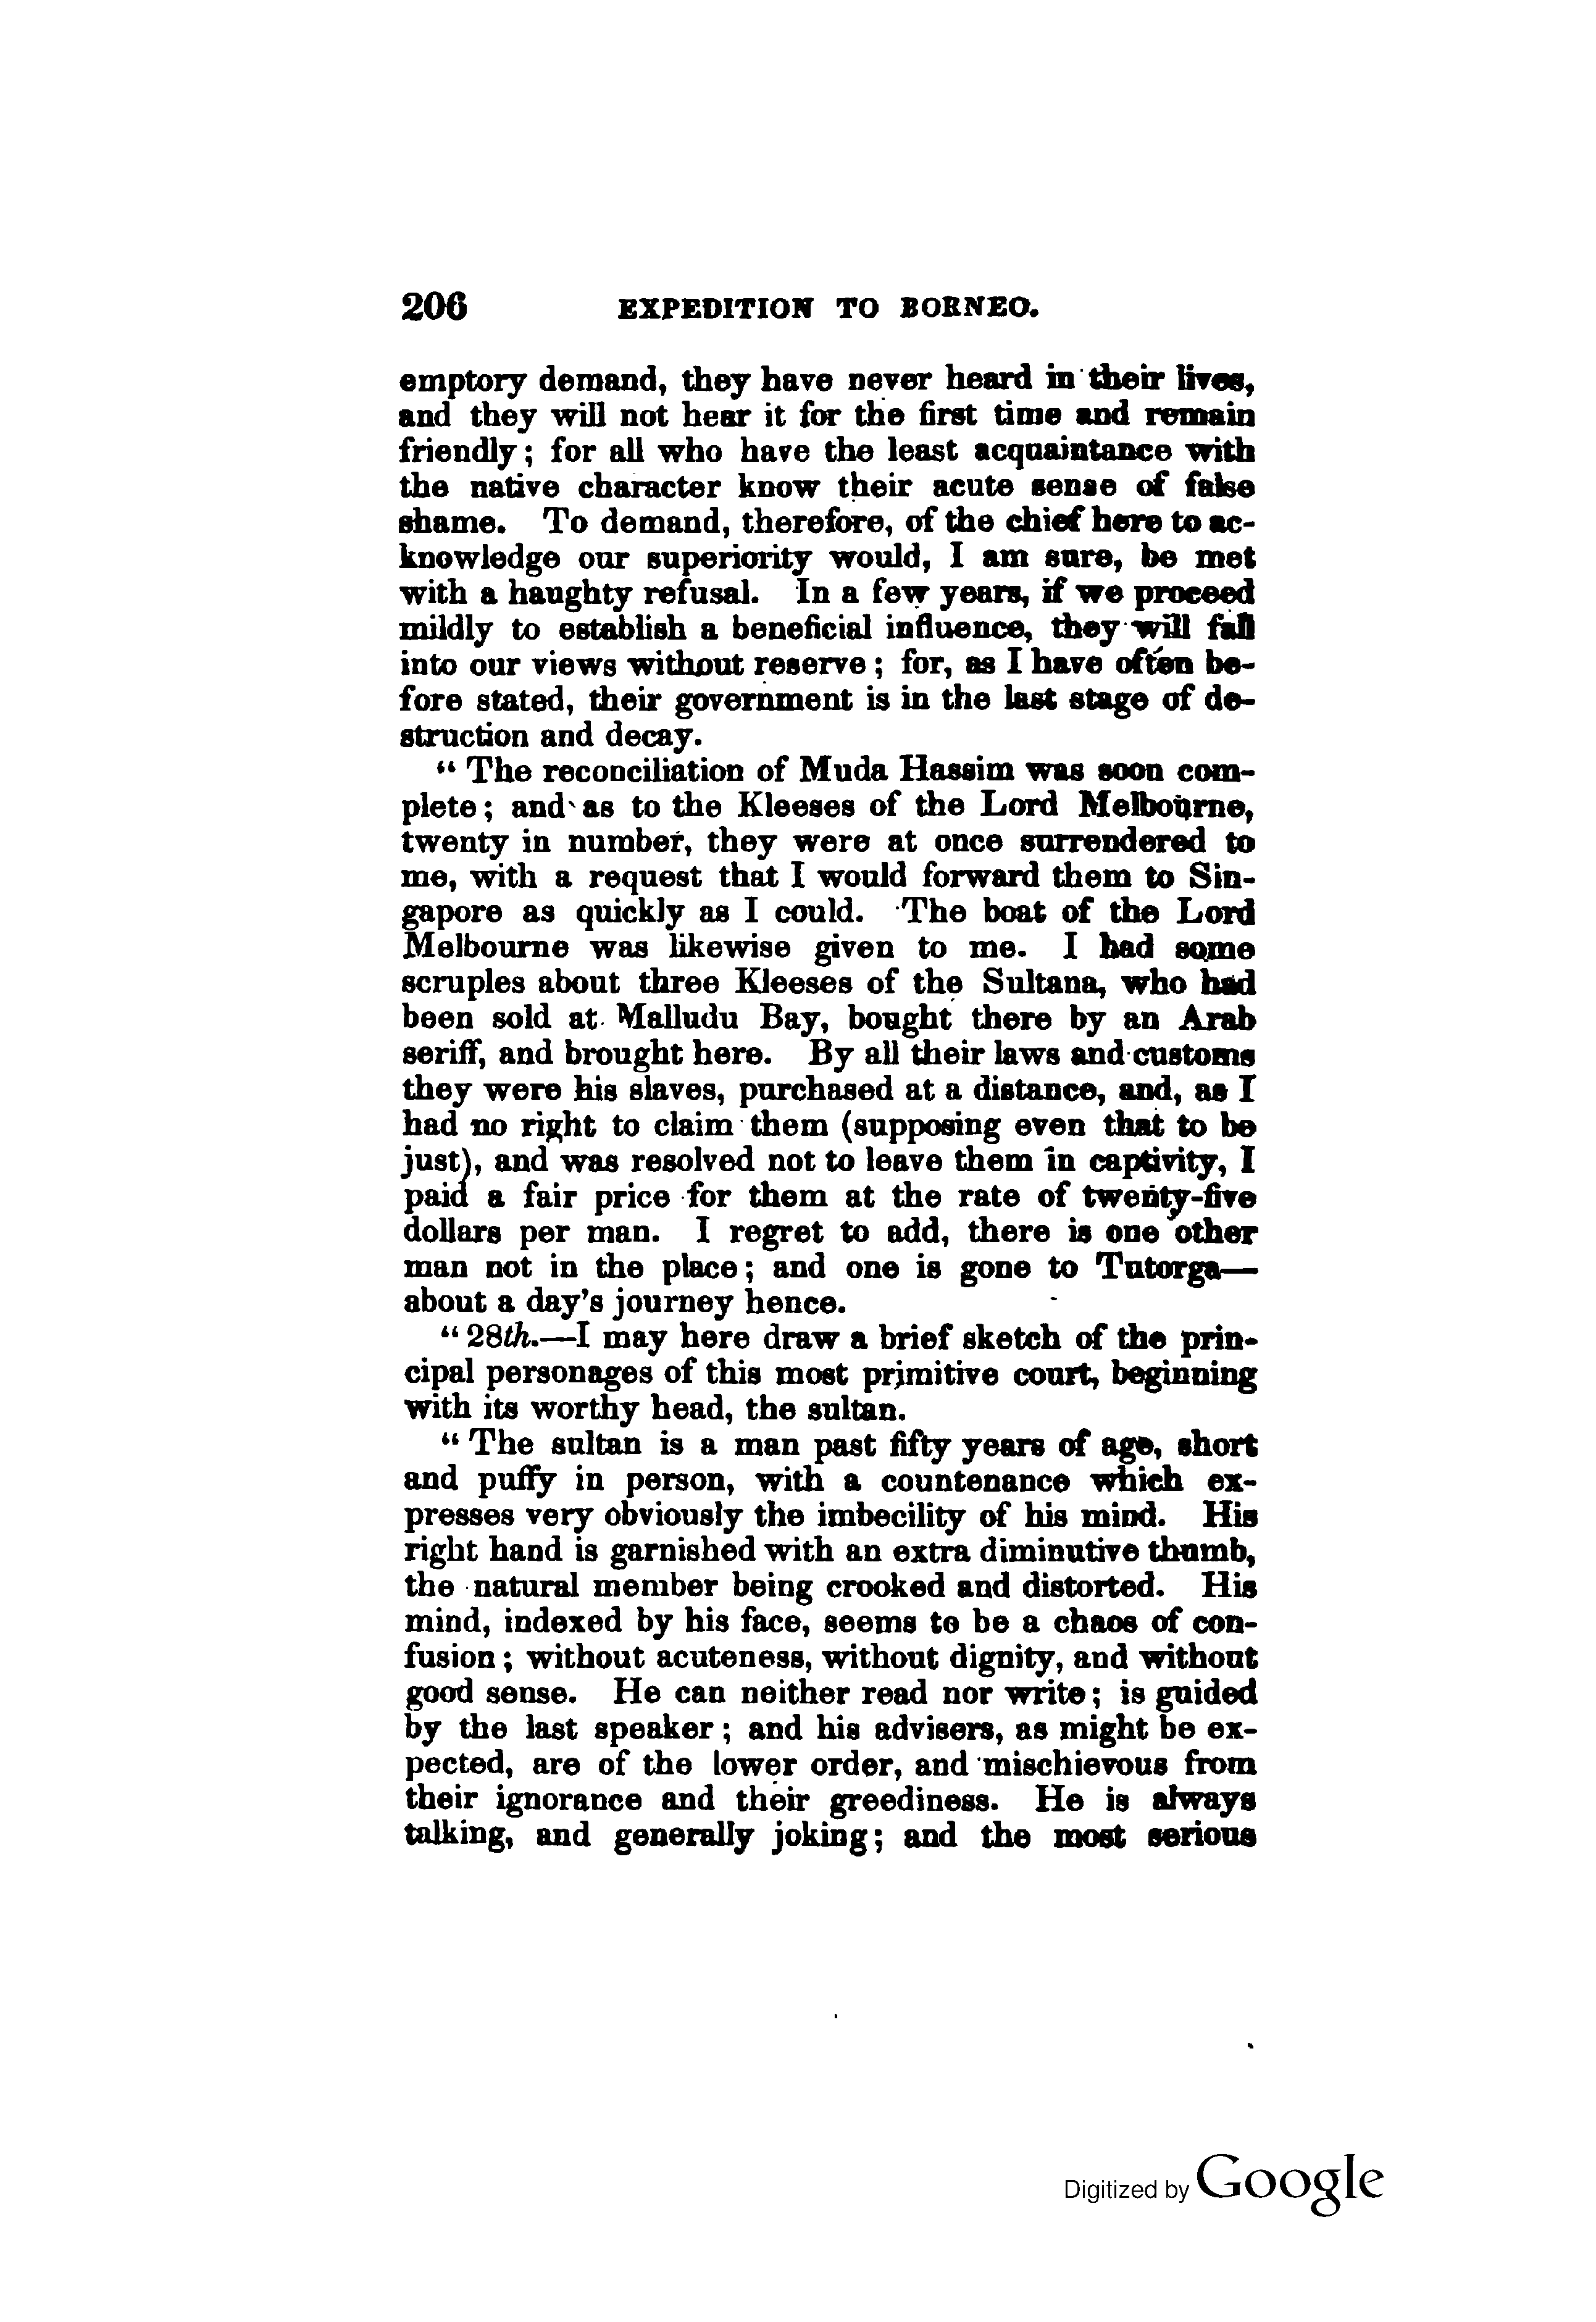 206 EXPEDITION TO BORNEO.
emptory demand, they have never heard in their lives,
and they will not hear it for the first time and remain
friendly; for all who have the least acquaintance with
the native character know their acute sense of false
shame. To demand, therefore, of the chief here to ac-
knowledge our superiority would, I am sure, be met
with a haughty refusal. In a few years, if we proceed
mildly to establish a beneficial influence, they will fall
into our views without reserve; for, as I have often be-
fore stated, their government is in the last stage of de-
struction and decay.
“ The reconciliation of Muda Hassim was soon com-
plete; and as to the Kleeses of the Lord Melbourne,
twenty in number, they were at once surrendered to
me, with a request that I would forward them to Sin-
gapore as quickly as I could. The boat of the Lord
Melbourne was likewise given to me. I had some
scruples about three Kleeses of the Sultana, who had
been sold at Malludu Bay, bought there by an Arab
seriff, and brought here. By all their laws and customs
they were his slaves, purchased at a distance, and, as I
had no right to claim them (supposing even that to be
just), and was resolved not to leave them in captivity, I
paid a fair price for them at the rate of twenty-five
dollars per man. I regret to add, there is one other
man not in the place; and one is gone to Tutorga—
about a day's journey hence.
“ 28th.—I may here draw a brief sketch of the prin-
cipal personages of this most primitive court, beginning
with its worthy head, the sultan.
“ The sultan is a man past fifty years of age, short
and puffy in person, with a countenance which ex-
presses very obviously the imbecility of his mind. His
right hand is garnished with an extra diminutive thumb,
the natural member being crooked and distorted. His
mind, indexed by his face, seems to be a chaos of con-
fusion; without acuteness, without dignity, and without
good sense. He can neither read nor write; is guided
by the last speaker; and his advisers, as might be ex-
pected, are of the lower order, and mischievous from
their ignorance and their greediness. He is always
talking, and generally joking; and the most serious
Digitized by Google